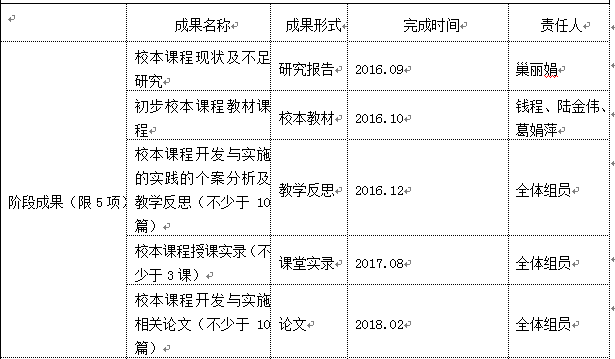 成果名称 成果形式 完成时间 责任人
阶段成果（限5项）
校本课程现状及不足
研究
研究报告 2016.09 巢丽娟
初步校本课程教材课
程
校本教材 2016.10 钱程、陆金伟、
葛娟萍
校本课程开发与实施
的实践的个案分析及
教学反思（不少于 10
篇）
教学反思 2016.12 全体组员
校本课程授课实录（不
少于3课）
课堂实录 2017.08 全体组员
校本课程开发与实施
相关论文（不少于 10
篇）
论文 2018.02 全体组员